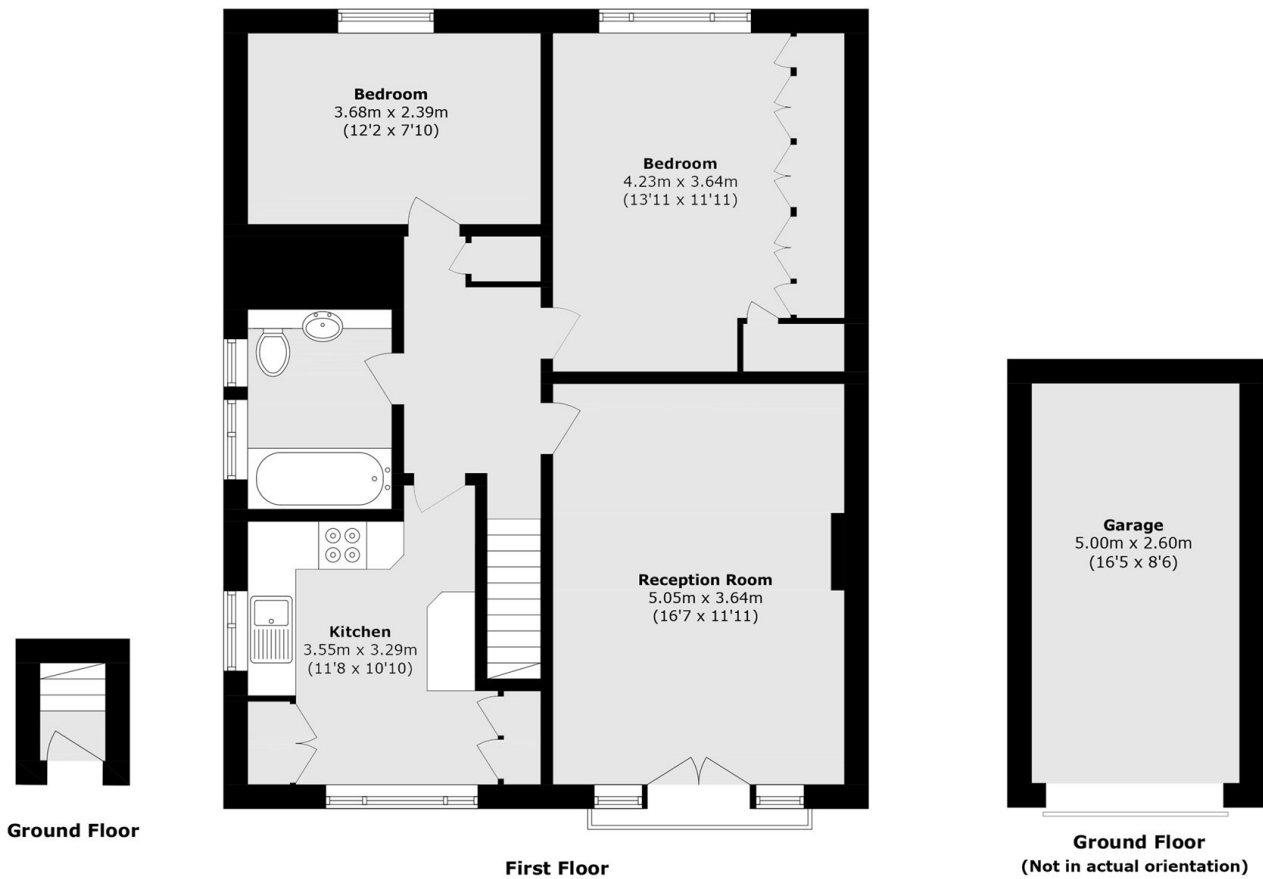 Bedroom
3.68m x 2.39m
(12'2 x 7'10)
Bedroom
4.23m x 3.64m
(13'11 x 11'11)
Reception Room
5.05m x 3.64m
(16'7 x 11'11)
Kitchen
3.55m x 3.29m
(11'8 x 10'10)
Garage
5.00m x 2.60m
(16'5 x 8'6)
Ground Floor
First Floor
Ground Floor
(Not in actual orientation)